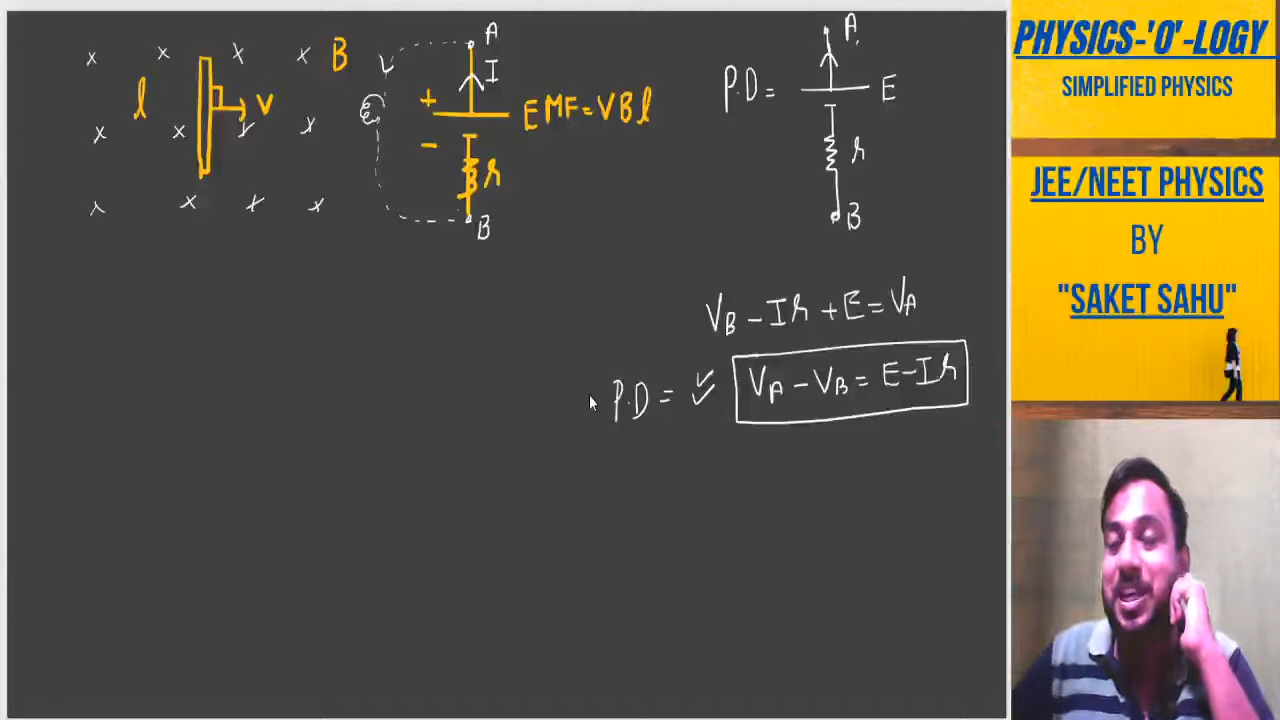 x x x x B
l
V
x x x x
x x x x
A
I
+
-
EMF = VBl
r
B
P.D =
A
E
r
B
V_B - Ir + E = V_A
P.D =
V_A - V_B = E - Ir
PHYSICS-'O'-LOGY
SIMPLIFIED PHYSICS
JEE/NEET PHYSICS
BY
"SAKET SAHU"